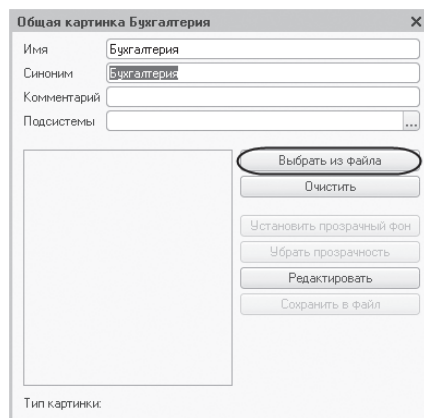 Общая картинка Бухгалтерия
Имя Бухгалтерия
Синоним Бухгалтерия
Комментарий
Подсистемы ...
Выбрать из файла
Очистить
Установить прозрачный фон
Убрать прозрачность
Редактировать
Сохранить в файл
Тип картинки: